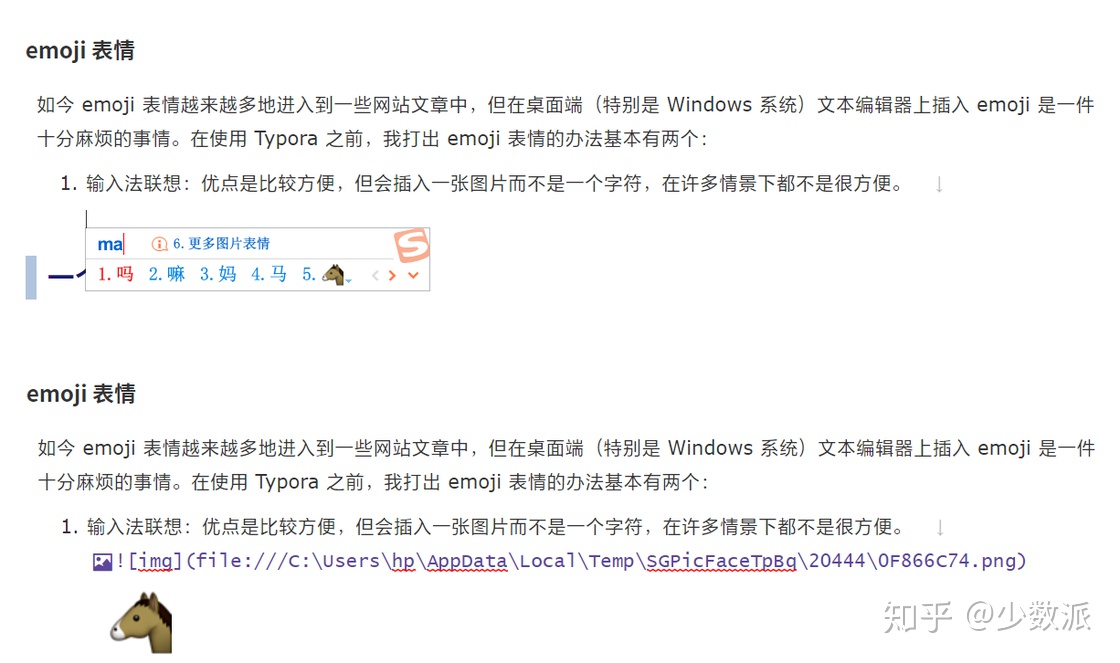 emoji 表情
如今 emoji 表情越来越多地进入到一些网站文章中，但在桌面端（特别是 Windows 系统）文本编辑器上插入 emoji 是一件
十分麻烦的事情。在使用 Typora 之前，我打出 emoji 表情的办法基本有两个：
1. 输入法联想：优点是比较方便，但会插入一张图片而不是一个字符，在许多情景下都不是很方便。 ↓
ma 6. 更多图片表情
1. 吗 2. 嘛 3. 妈 4. 马 5. 🐴
emoji 表情
如今 emoji 表情越来越多地进入到一些网站文章中，但在桌面端（特别是 Windows 系统）文本编辑器上插入 emoji 是一件
十分麻烦的事情。在使用 Typora 之前，我打出 emoji 表情的办法基本有两个：
1. 输入法联想：优点是比较方便，但会插入一张图片而不是一个字符，在许多情景下都不是很方便。 ↓
![img](file:///C:\Users\hp\AppData\Local\Temp\SGPicFaceTpBq\20444\0F866C74.png)
知乎 @少数派